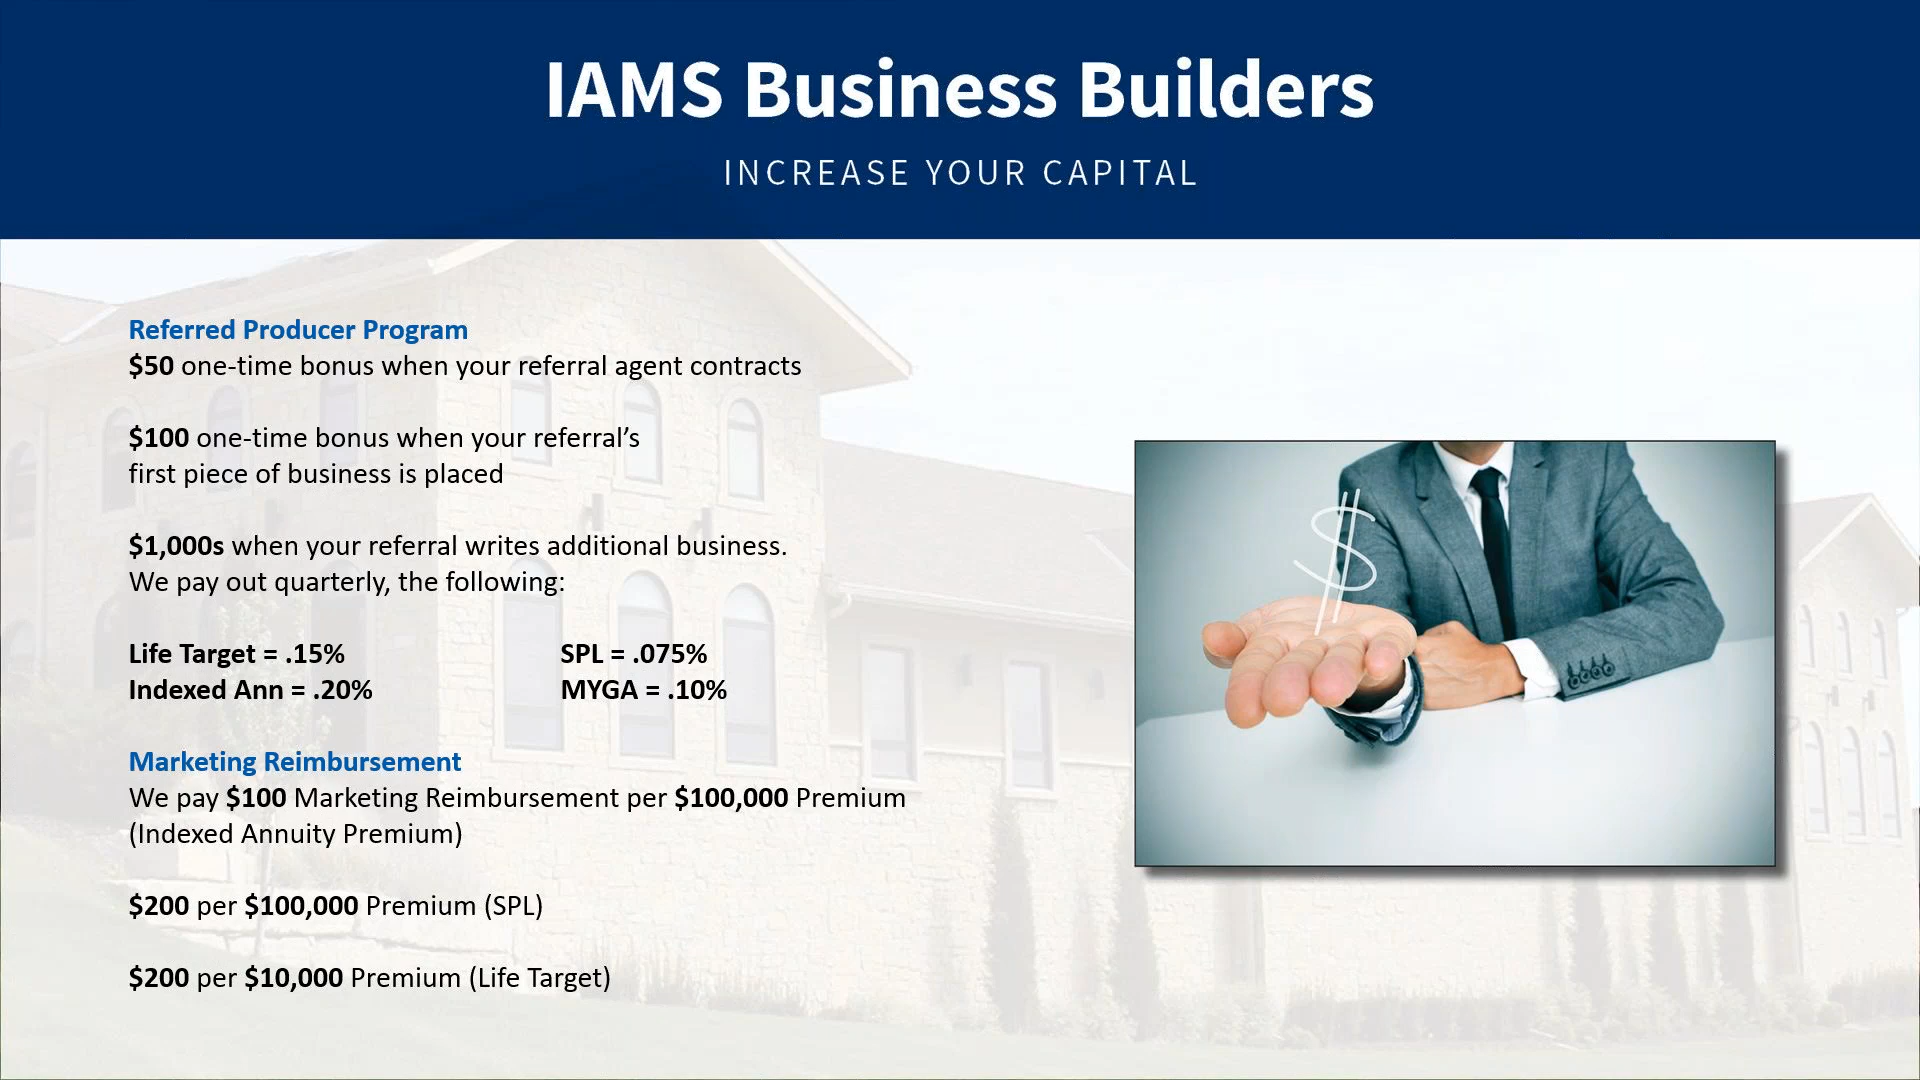 IAMS Business Builders
INCREASE YOUR CAPITAL
Referred Producer Program
$50 one-time bonus when your referral agent contracts
$100 one-time bonus when your referral’s
first piece of business is placed
$1,000s when your referral writes additional business.
We pay out quarterly, the following:
Life Target = .15% SPL = .075%
Indexed Ann = .20% MYGA = .10%
Marketing Reimbursement
We pay $100 Marketing Reimbursement per $100,000 Premium
(Indexed Annuity Premium)
$200 per $100,000 Premium (SPL)
$200 per $10,000 Premium (Life Target)
$